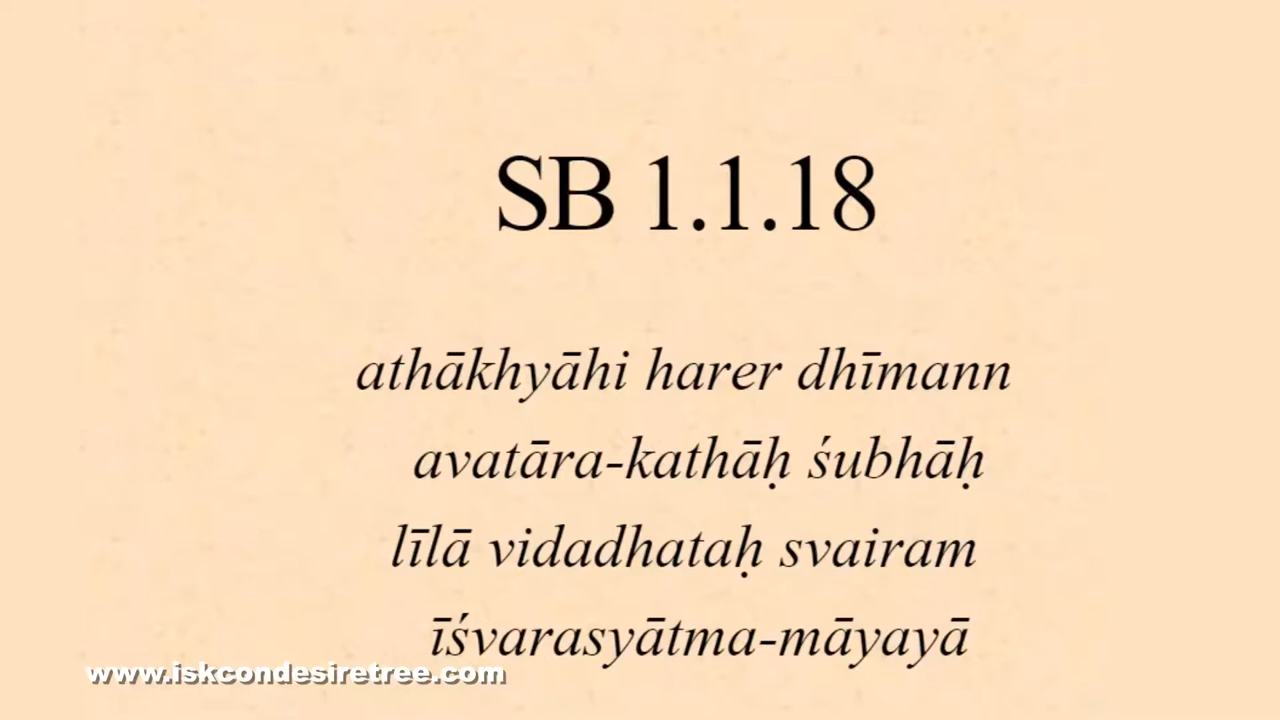 SB 1.1.18
athākhyāhi harer dhīmann
avatāra-kathāḥ śubhāḥ
līlā vidadhataḥ svairam
īśvarasyātma-māyayā
www.iskcondesiretree.com